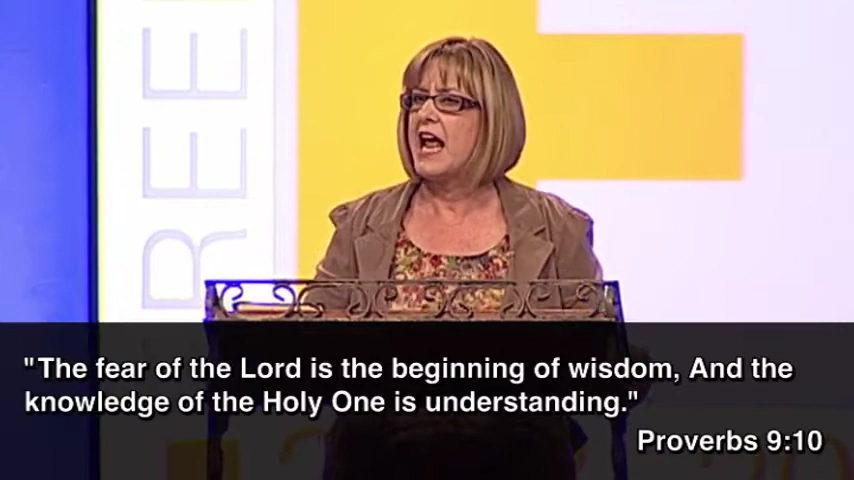 "The fear of the Lord is the beginning of wisdom, And the
knowledge of the Holy One is understanding."
Proverbs 9:10
REE